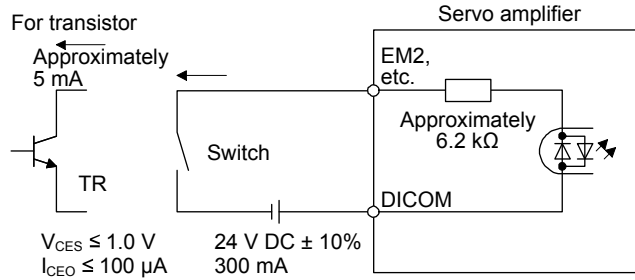 For transistor
Approximately
5 mA
TR
V_CES ≤ 1.0 V
I_CEO ≤ 100 μA
Switch
24 V DC ± 10%
300 mA
Servo amplifier
EM2,
etc.
Approximately
6.2 kΩ
DICOM